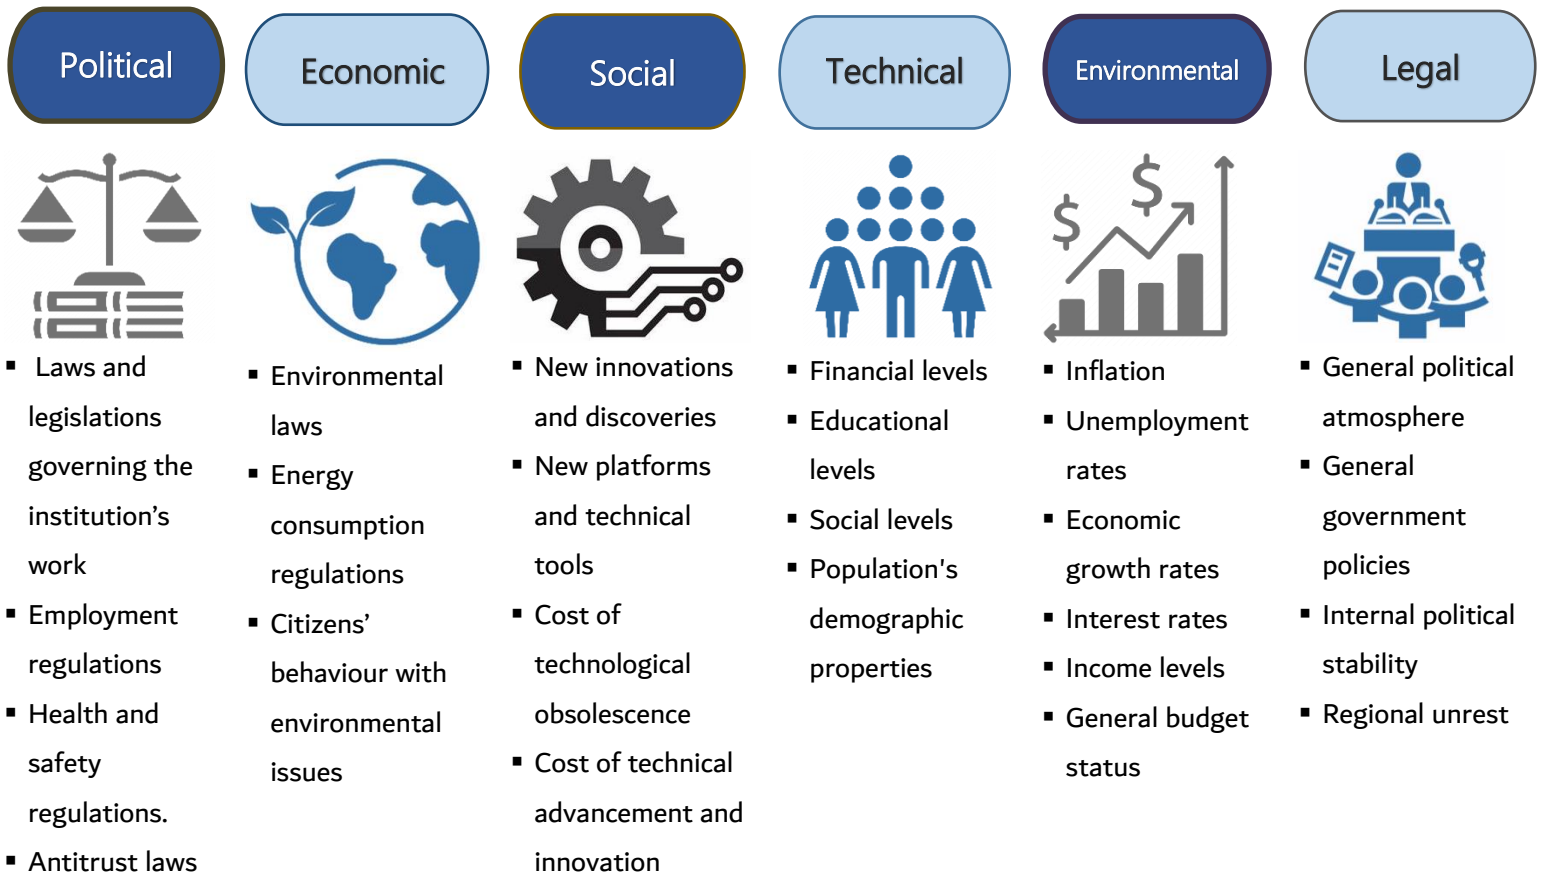 Political
Economic
Social
Technical
Environmental
Legal
▪ Laws and
legislations
governing the
institution’s
work
▪ Employment
regulations
▪ Health and
safety
regulations.
▪ Antitrust laws
▪ Environmental
laws
▪ Energy
consumption
regulations
▪ Citizens’
behaviour with
environmental
issues
▪ New innovations
and discoveries
▪ New platforms
and technical
tools
▪ Cost of
technological
obsolescence
▪ Cost of technical
advancement and
innovation
▪ Financial levels
▪ Educational
levels
▪ Social levels
▪ Population's
demographic
properties
$
$
▪ Inflation
▪ Unemployment
rates
▪ Economic
growth rates
▪ Interest rates
▪ Income levels
▪ General budget
status
▪ General political
atmosphere
▪ General
government
policies
▪ Internal political
stability
▪ Regional unrest